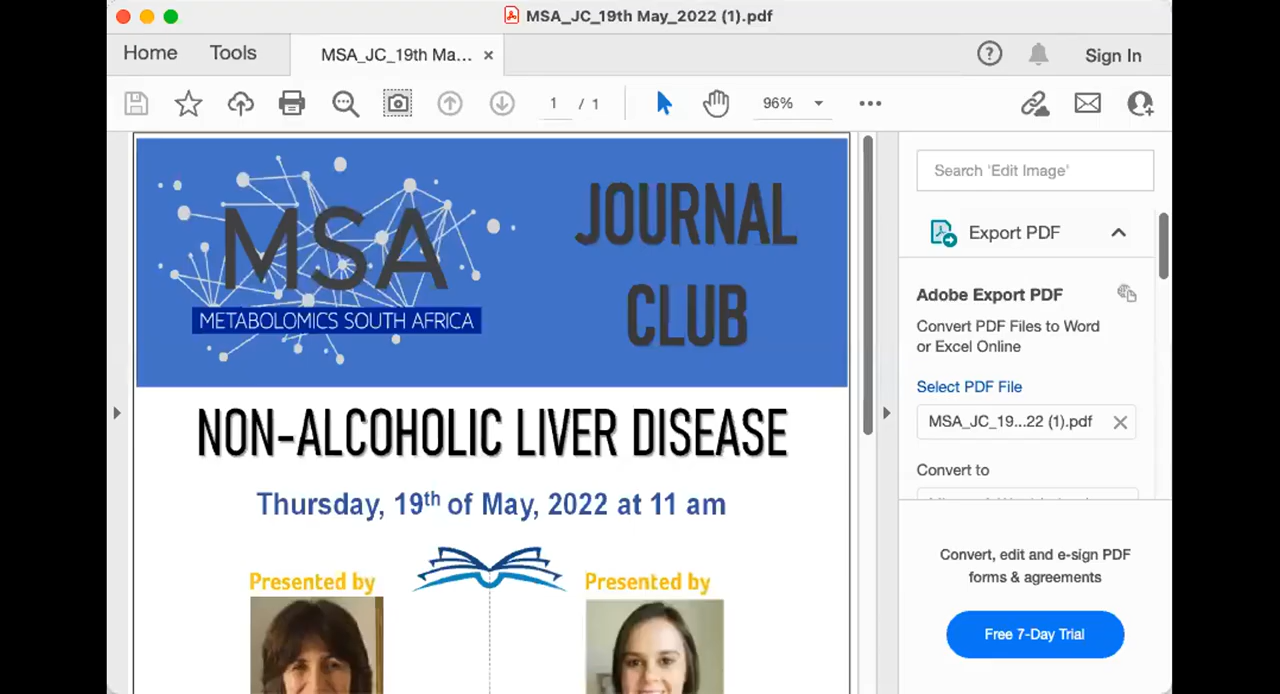 MSA_JC_19th May_2022 (1).pdf
Home Tools MSA_JC_19th Ma... × Sign In
1 / 1 96%
Search 'Edit Image'
MSA
METABOLOMICS SOUTH AFRICA
JOURNAL
CLUB
NON-ALCOHOLIC LIVER DISEASE
Thursday, 19th of May, 2022 at 11 am
Presented by
Presented by
Export PDF
Adobe Export PDF
Convert PDF Files to Word
or Excel Online
Select PDF File
MSA_JC_19...22 (1).pdf
Convert to
Convert, edit and e-sign PDF
forms & agreements
Free 7-Day Trial